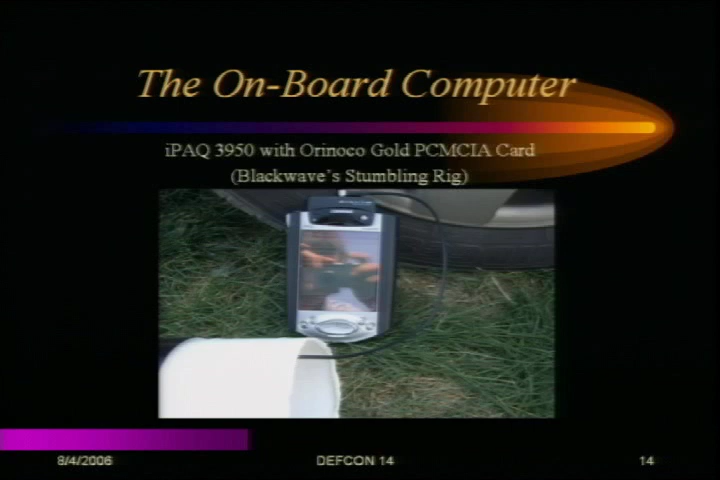 The On-Board Computer
iPAQ 3950 with Orinoco Gold PCMCIA Card
(Blackwave's Stumbling Rig)
8/4/2006
DEFCON 14
14